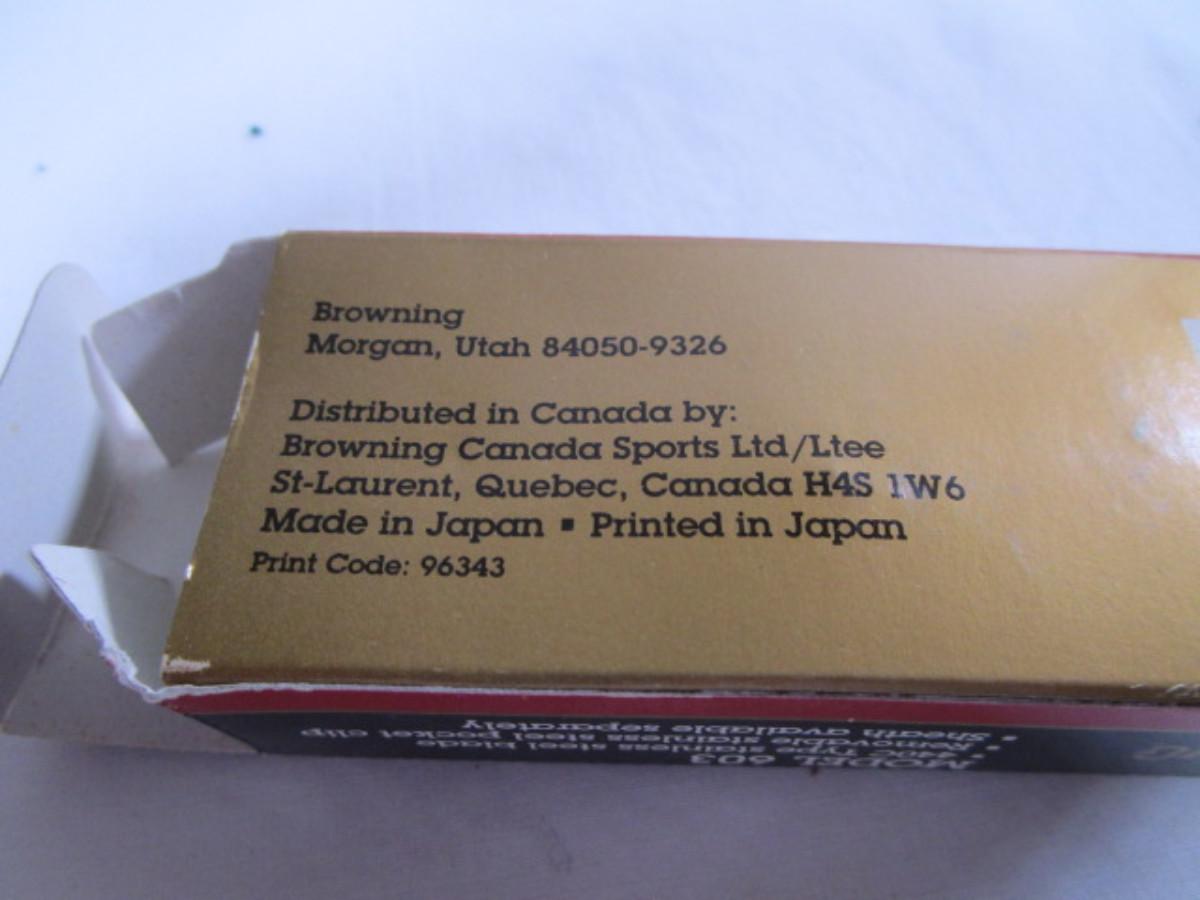 Browning
Morgan, Utah 84050-9326
Distributed in Canada by:
Browning Canada Sports Ltd/Ltee
St-Laurent, Quebec, Canada H4S 1W6
Made in Japan ▪ Printed in Japan
Print Code: 96343
MODEL 603
type stainless steel blade
• Removable stainless steel pocket clip
• Sheath available separately